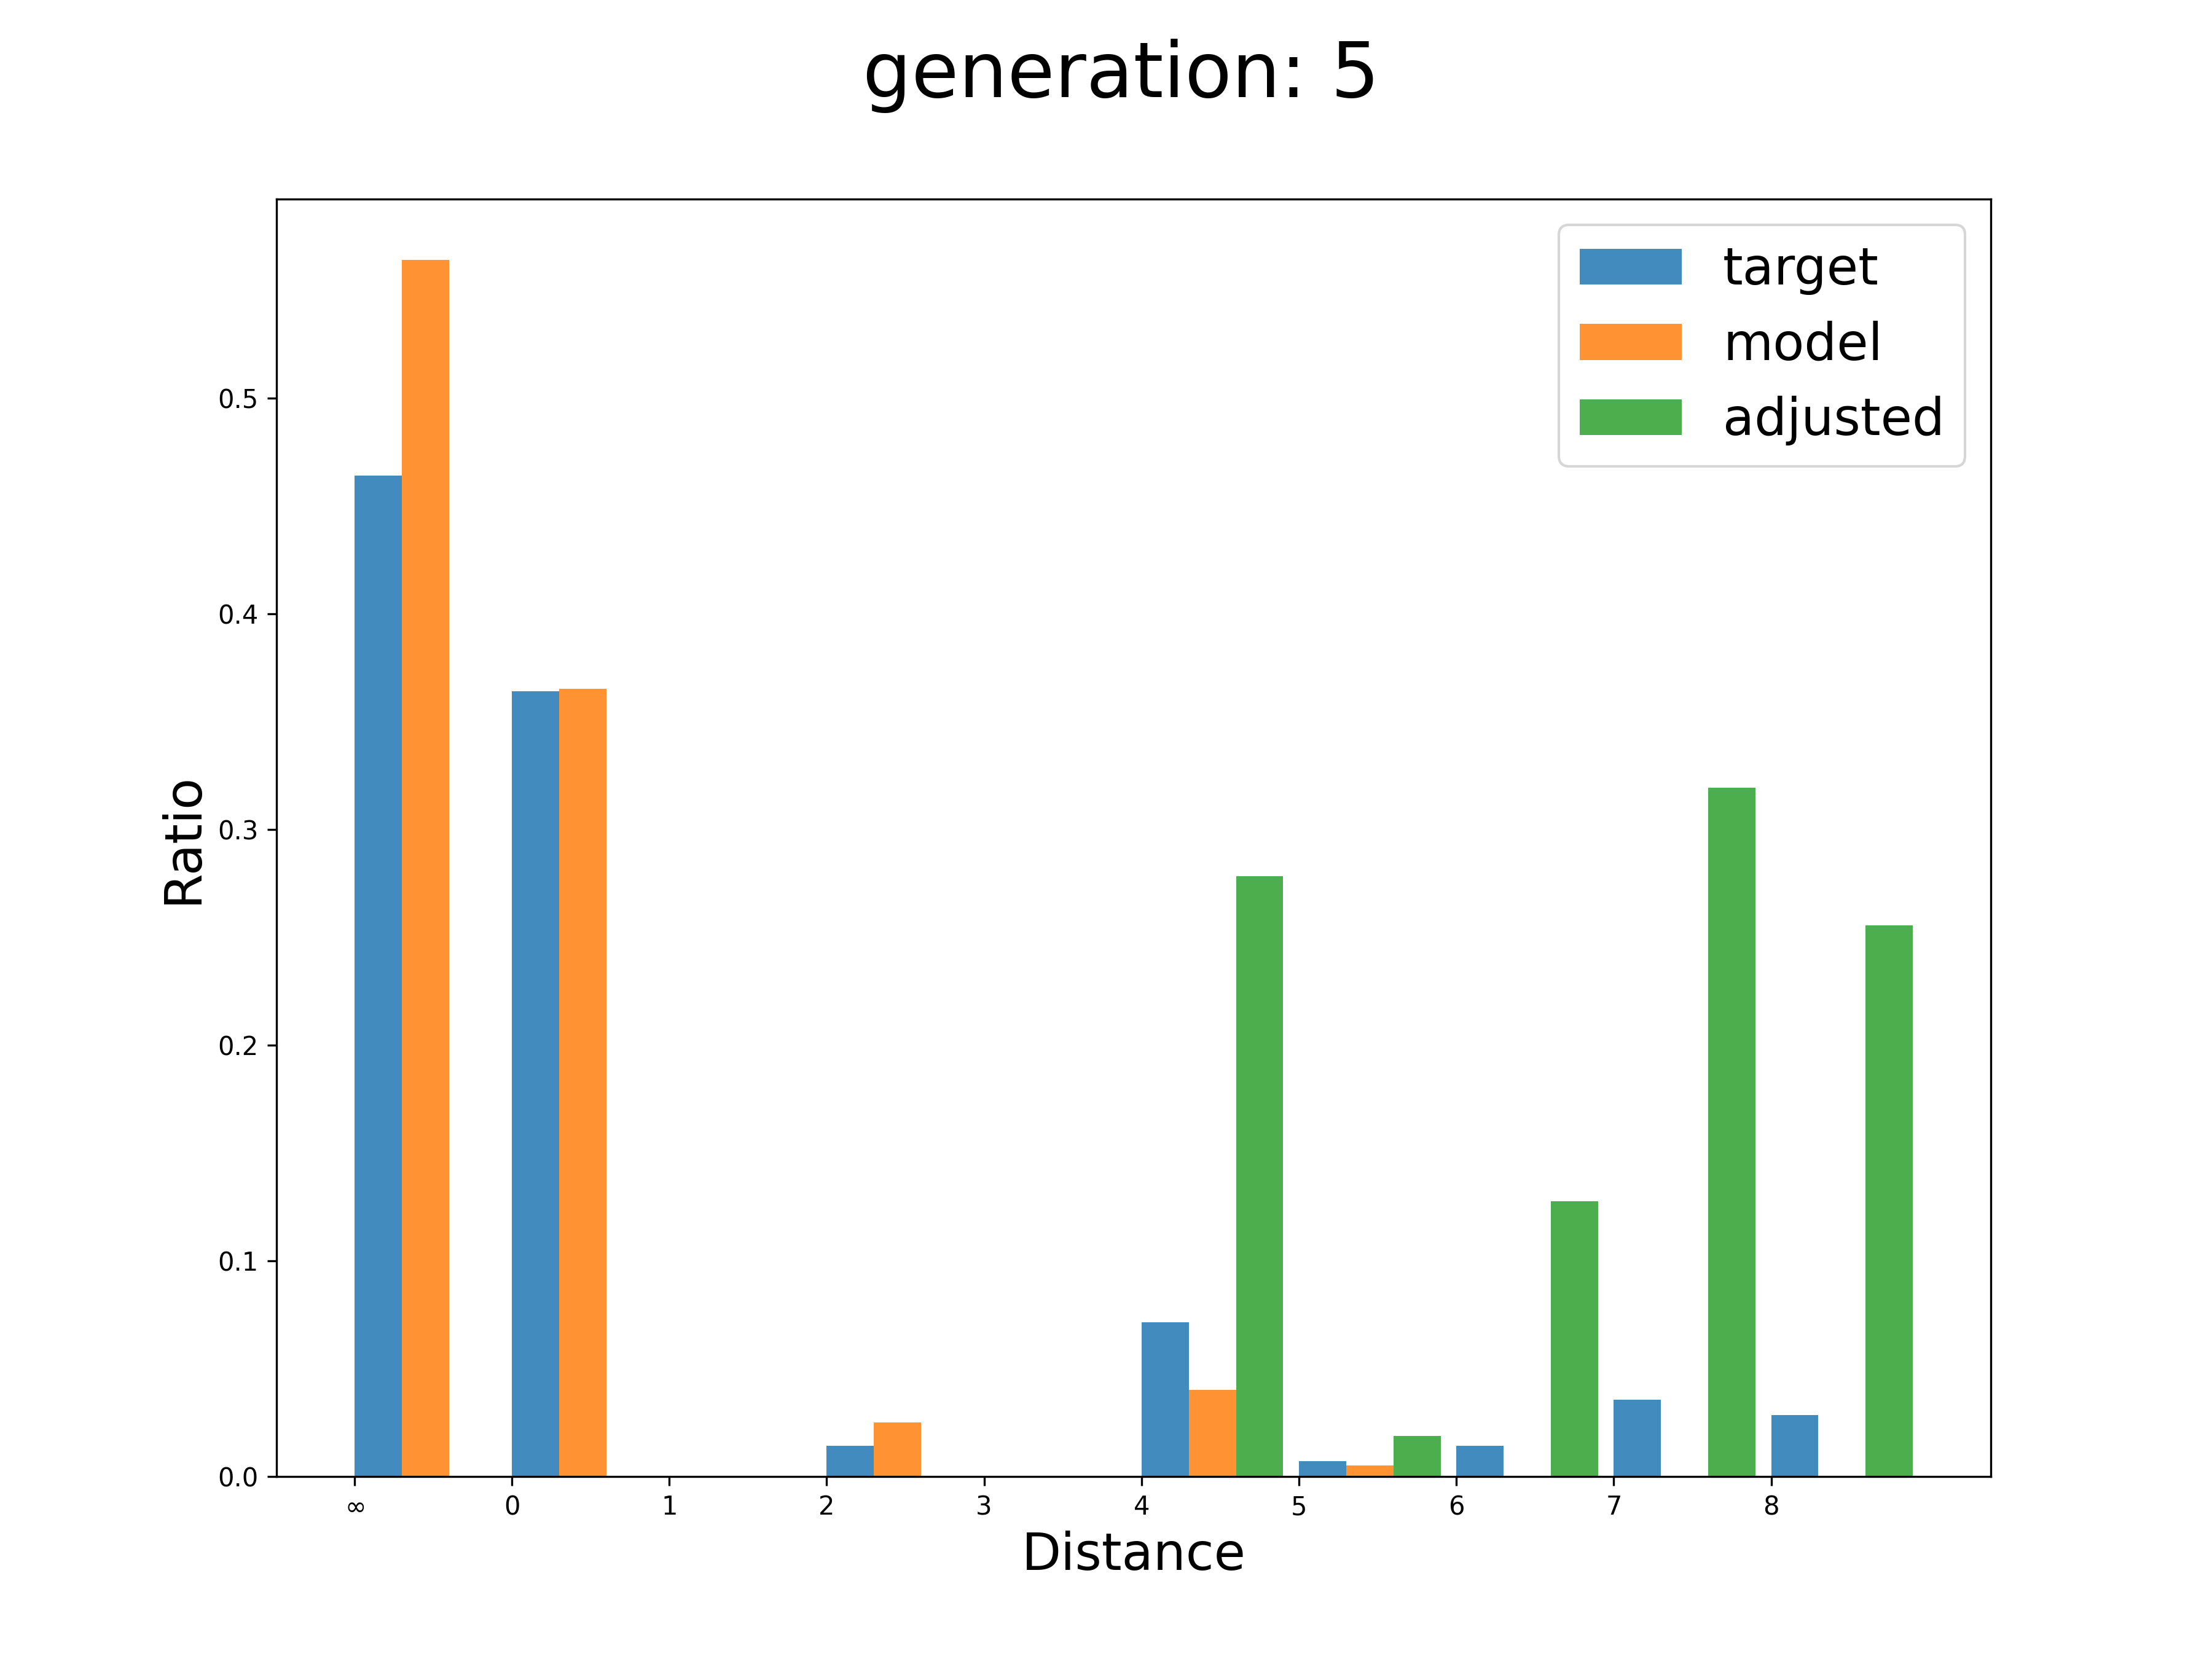 generation: 5
target
model
adjusted
0.5
0.4
0.3
0.2
0.1
0.0
Ratio
∞ 0 1 2 3 4 5 6 7 8
Distance